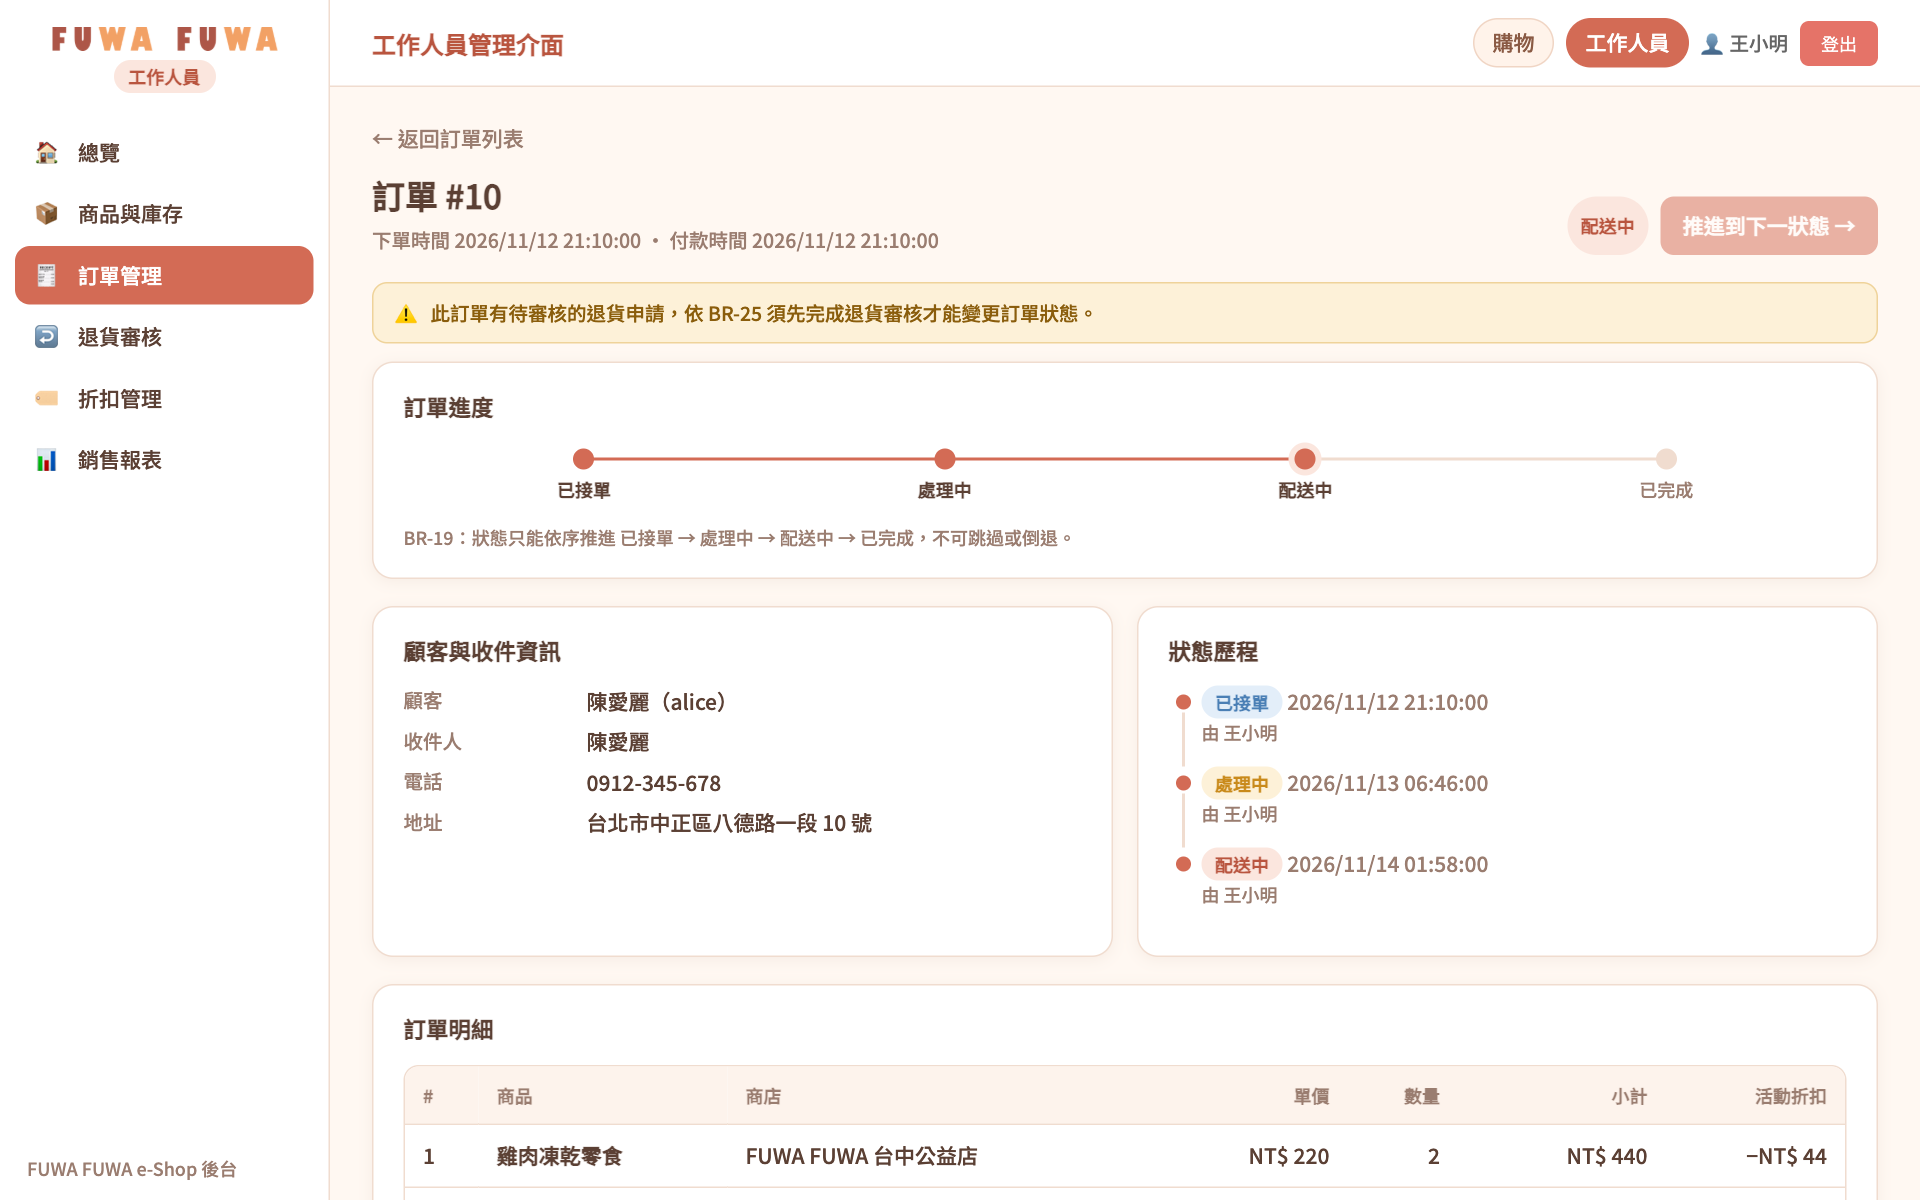 FUWA FUWA
工作人員
總覽
商品與庫存
訂單管理
退貨審核
折扣管理
銷售報表
FUWA FUWA e-Shop 後台
工作人員管理介面
購物
工作人員
王小明
登出
← 返回訂單列表
訂單 #10
下單時間 2026/11/12 21:10:00 ・ 付款時間 2026/11/12 21:10:00
配送中
推進到下一狀態 →
此訂單有待審核的退貨申請，依 BR-25 須先完成退貨審核才能變更訂單狀態。
訂單進度
已接單
處理中
配送中
已完成
BR-19：狀態只能依序推進 已接單 → 處理中 → 配送中 → 已完成，不可跳過或倒退。
顧客與收件資訊
顧客 陳愛麗（alice）
收件人 陳愛麗
電話 0912-345-678
地址 台北市中正區八德路一段 10 號
狀態歷程
已接單 2026/11/12 21:10:00
由 王小明
處理中 2026/11/13 06:46:00
由 王小明
配送中 2026/11/14 01:58:00
由 王小明
訂單明細
# 商品 商店 單價 數量 小計 活動折扣
1 雞肉凍乾零食 FUWA FUWA 台中公益店 NT$ 220 2 NT$ 440 −NT$ 44